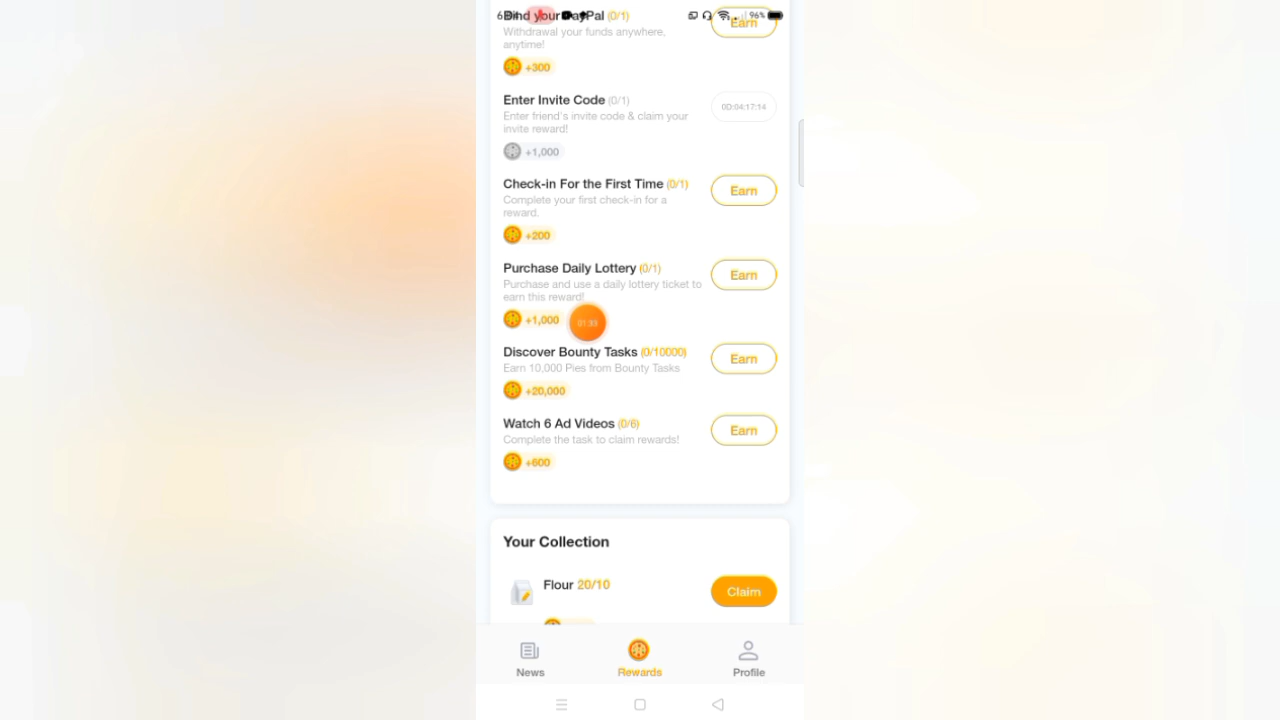 96%
Bind your PayPal (0/1)
Earn
Withdrawal your funds anywhere,
anytime!
+300
Enter Invite Code (0/1)
0D:04:17:14
Enter friend's invite code & claim your
invite reward!
+1,000
Check-in For the First Time (0/1)
Earn
Complete your first check-in for a
reward.
+200
Purchase Daily Lottery (0/1)
Earn
Purchase and use a daily lottery ticket to
earn this reward!
+1,000
01:33
Discover Bounty Tasks (0/10000)
Earn
Earn 10,000 Pies from Bounty Tasks
+20,000
Watch 6 Ad Videos (0/6)
Earn
Complete the task to claim rewards!
+600
Your Collection
Flour 20/10
Claim
News
Rewards
Profile